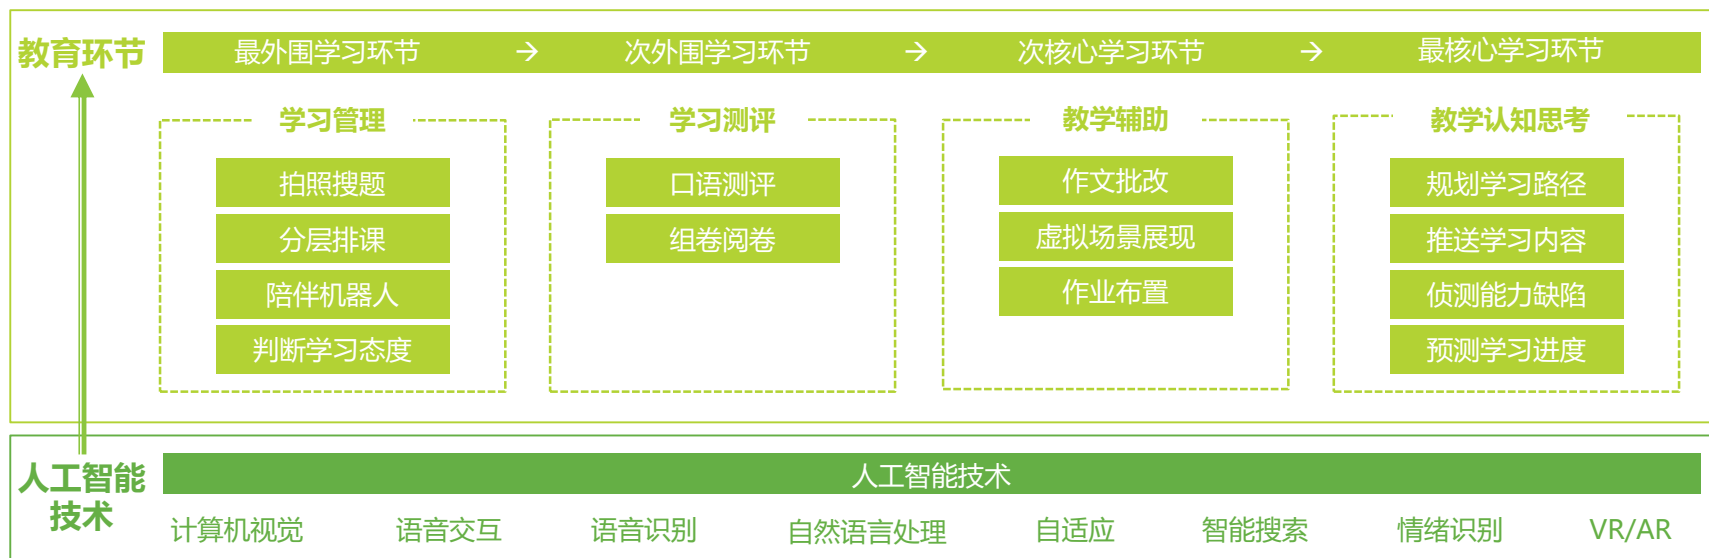 教育环节
最外围学习环节 → 次外围学习环节 → 次核心学习环节 → 最核心学习环节
学习管理
拍照搜题
分层排课
陪伴机器人
判断学习态度
学习测评
口语测评
组卷阅卷
教学辅助
作文批改
虚拟场景展现
作业布置
教学认知思考
规划学习路径
推送学习内容
侦测能力缺陷
预测学习进度
人工智能
技术
人工智能技术
计算机视觉 语音交互 语音识别 自然语言处理 自适应 智能搜索 情绪识别 VR/AR